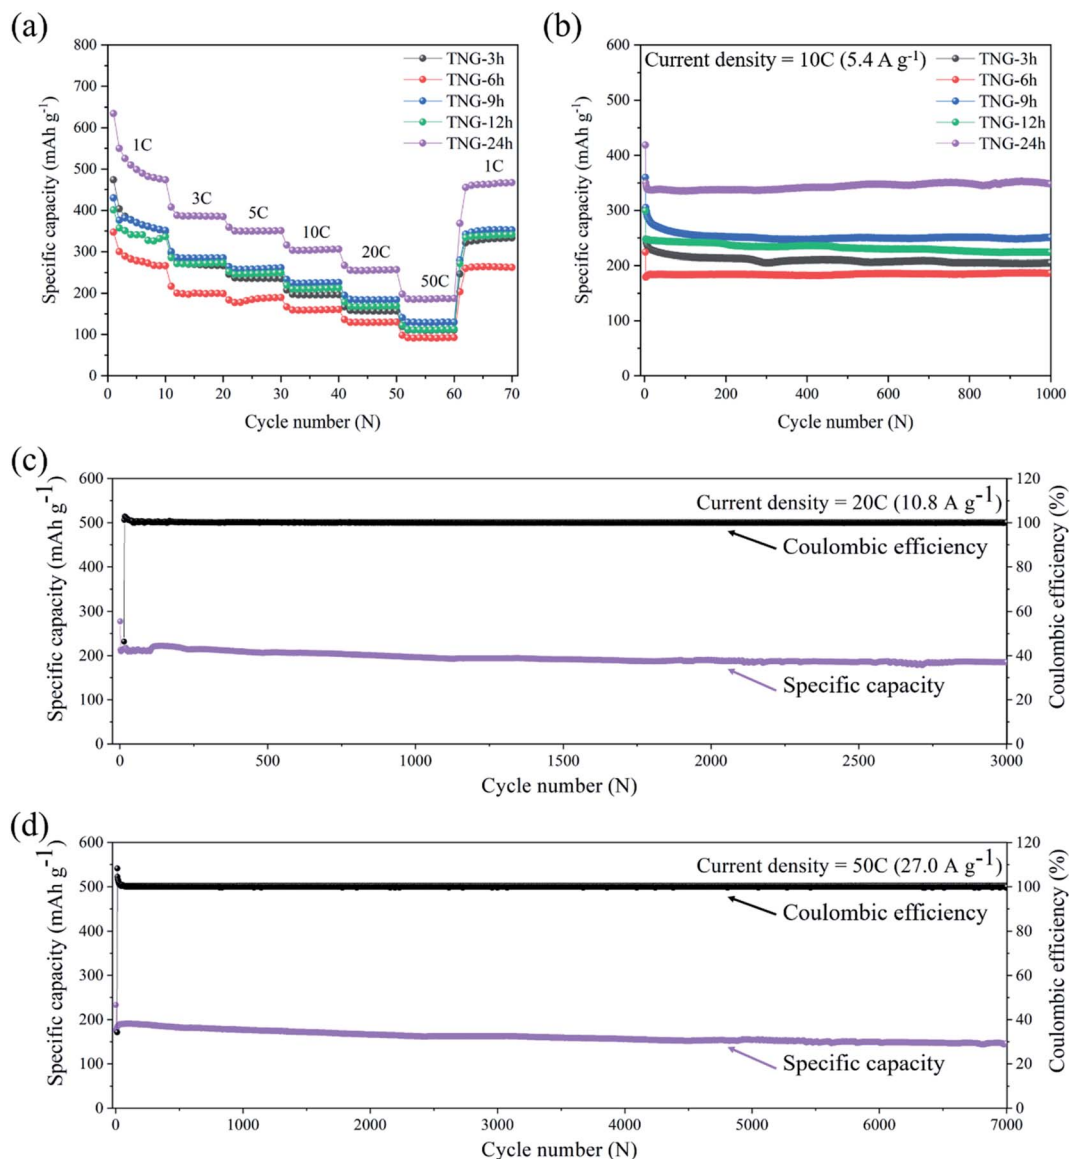 (a)
800
700
600
500
400
300
200
100
0
Specific capacity (mAh g-1)
TNG-3h
TNG-6h
TNG-9h
TNG-12h
TNG-24h
1C
3C
5C
10C
20C
50C
1C
0 10 20 30 40 50 60 70
Cycle number (N)
(b)
600
500
400
300
200
100
0
Specific capacity (mAh g-1)
Current density = 10C (5.4 A g-1)
TNG-3h
TNG-6h
TNG-9h
TNG-12h
TNG-24h
0 200 400 600 800 1000
Cycle number (N)
(c)
600
500
400
300
200
100
0
Specific capacity (mAh g-1)
Current density = 20C (10.8 A g-1)
Coulombic efficiency
Specific capacity
120
100
80
60
40
20
0
Coulombic efficiency (%)
0 500 1000 1500 2000 2500 3000
Cycle number (N)
(d)
600
500
400
300
200
100
0
Specific capacity (mAh g-1)
Current density = 50C (27.0 A g-1)
Coulombic efficiency
Specific capacity
120
100
80
60
40
20
0
Coulombic efficiency (%)
0 1000 2000 3000 4000 5000 6000 7000
Cycle number (N)